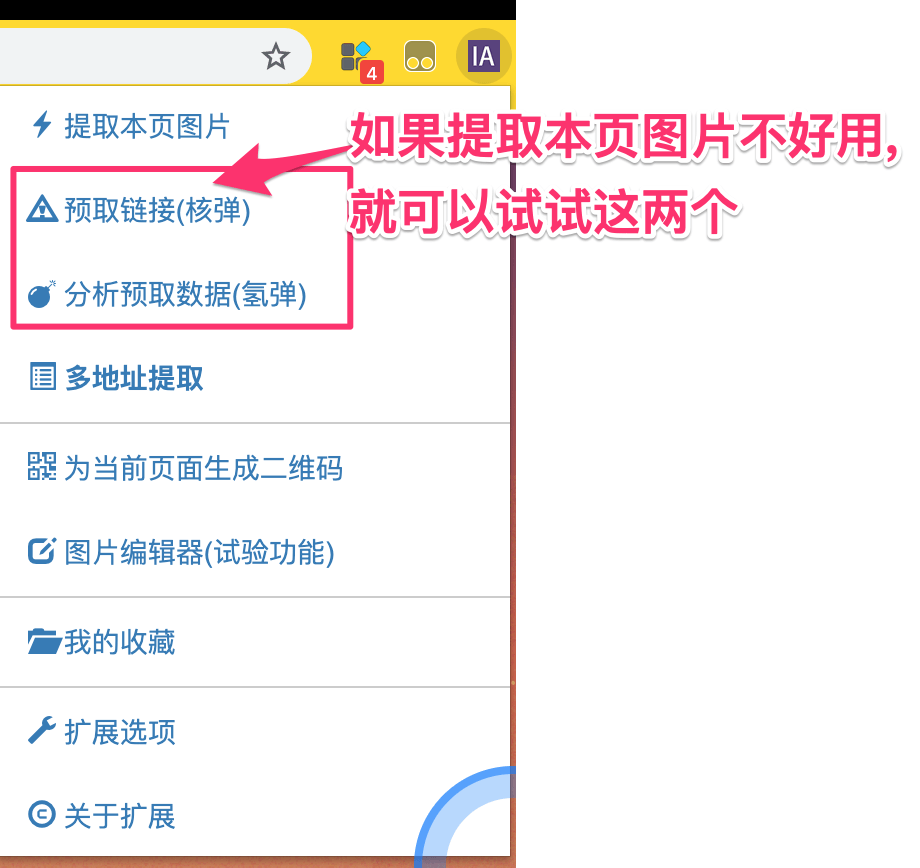 4
IA
提取本页图片
如果提取本页图片不好用,
预取链接(核弹)
就可以试试这两个
分析预取数据(氢弹)
多地址提取
为当前页面生成二维码
图片编辑器(试验功能)
我的收藏
扩展选项
关于扩展